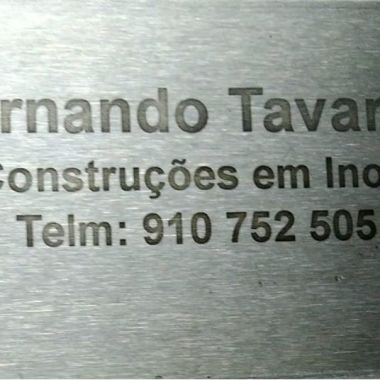 rnando Tavar
Construções em Ino
Telm: 910 752 505